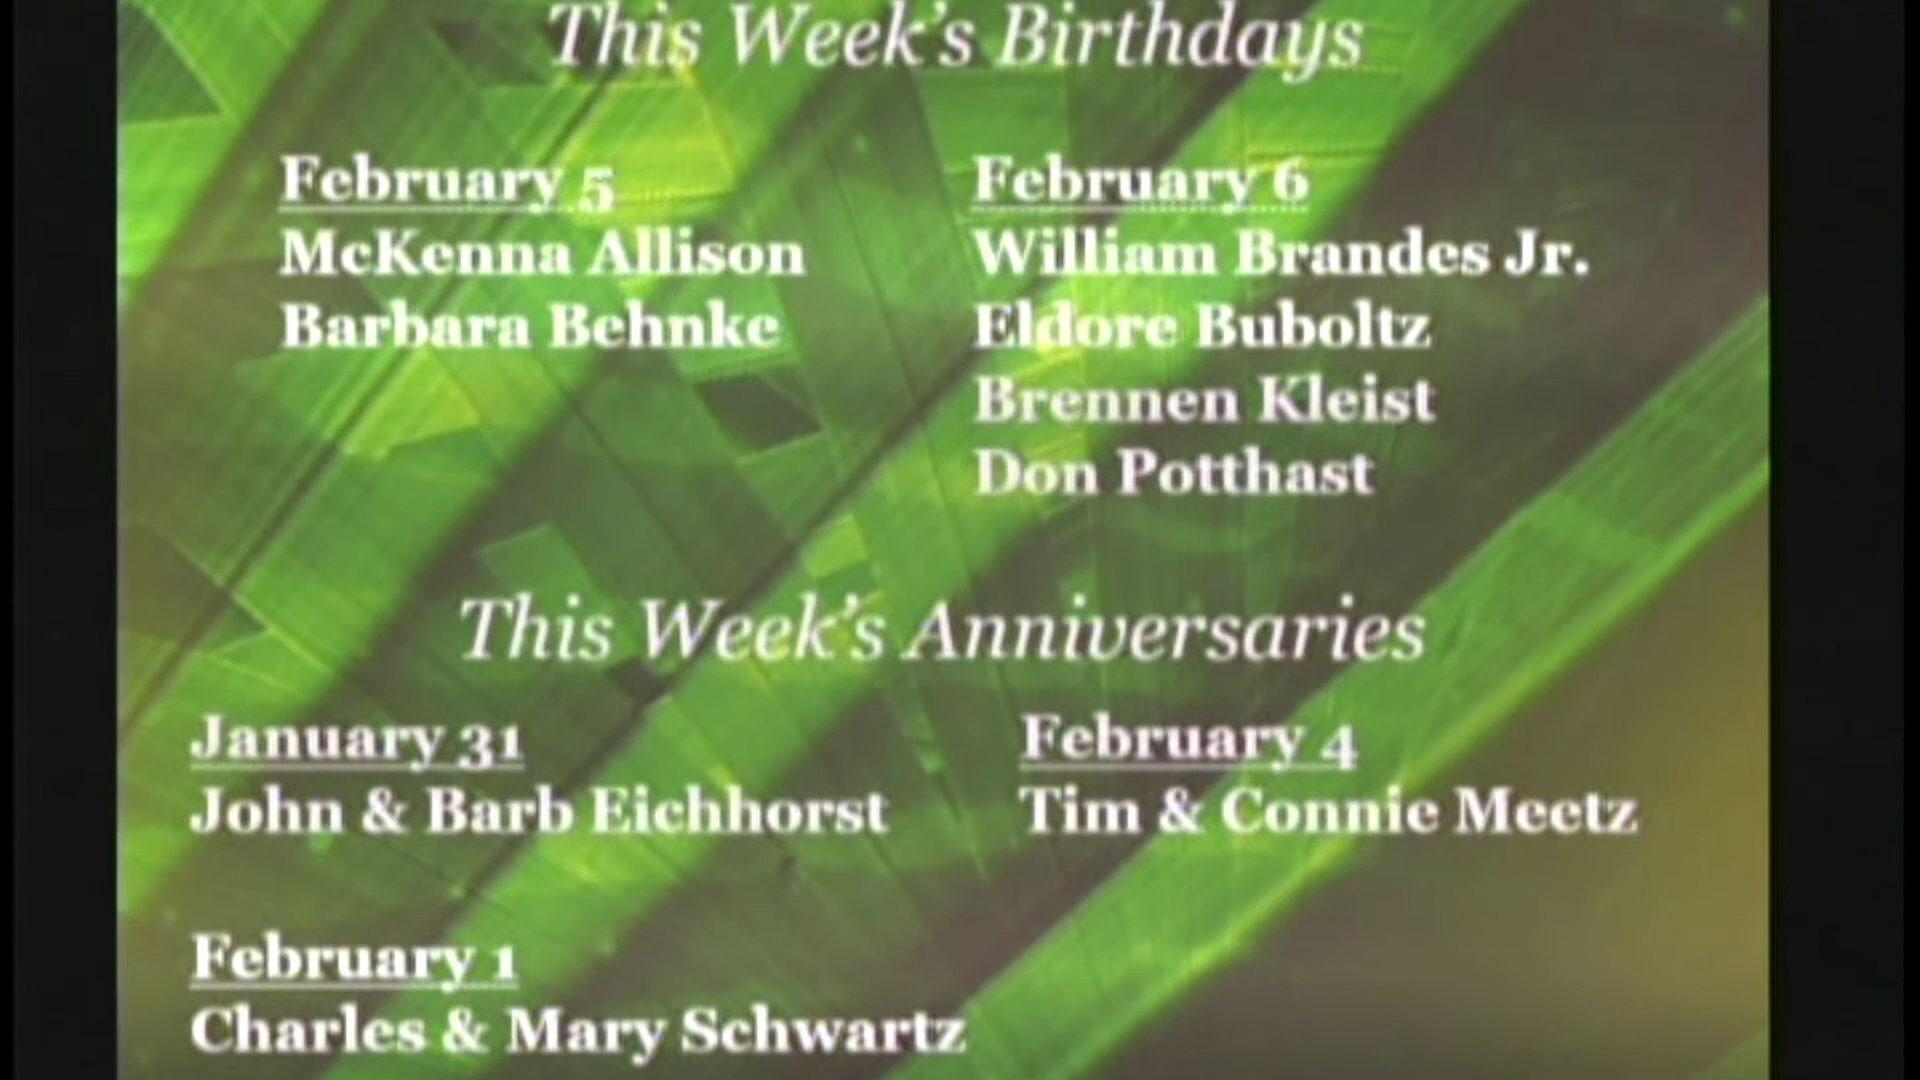 This Week's Birthdays
February 5
McKenna Allison
Barbara Behnke
February 6
William Brandes Jr.
Eldore Buboltz
Brennen Kleist
Don Potthast
This Week's Anniversaries
January 31
John & Barb Eichhorst
February 1
Charles & Mary Schwartz
February 4
Tim & Connie Meetz